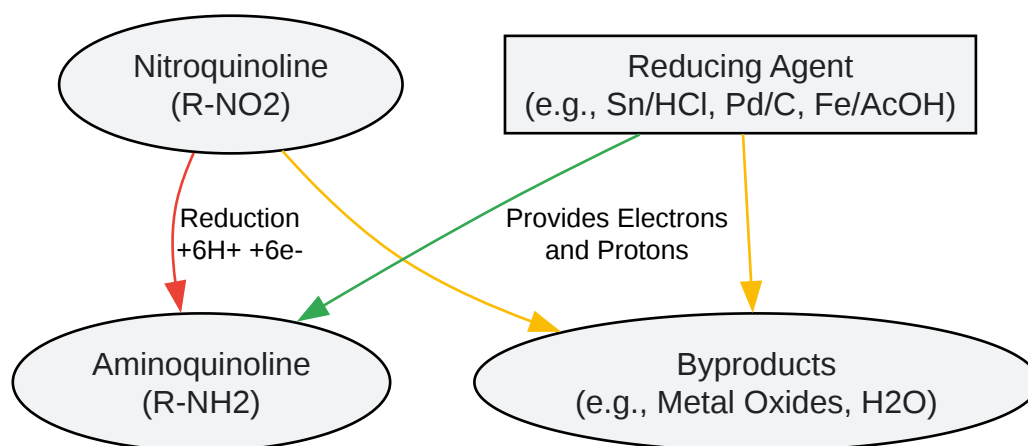 Nitroquinoline
(R-NO2)
Reducing Agent
(e.g., Sn/HCl, Pd/C, Fe/AcOH)
Reduction
+6H+ +6e-
Provides Electrons
and Protons
Aminoquinoline
(R-NH2)
Byproducts
(e.g., Metal Oxides, H2O)